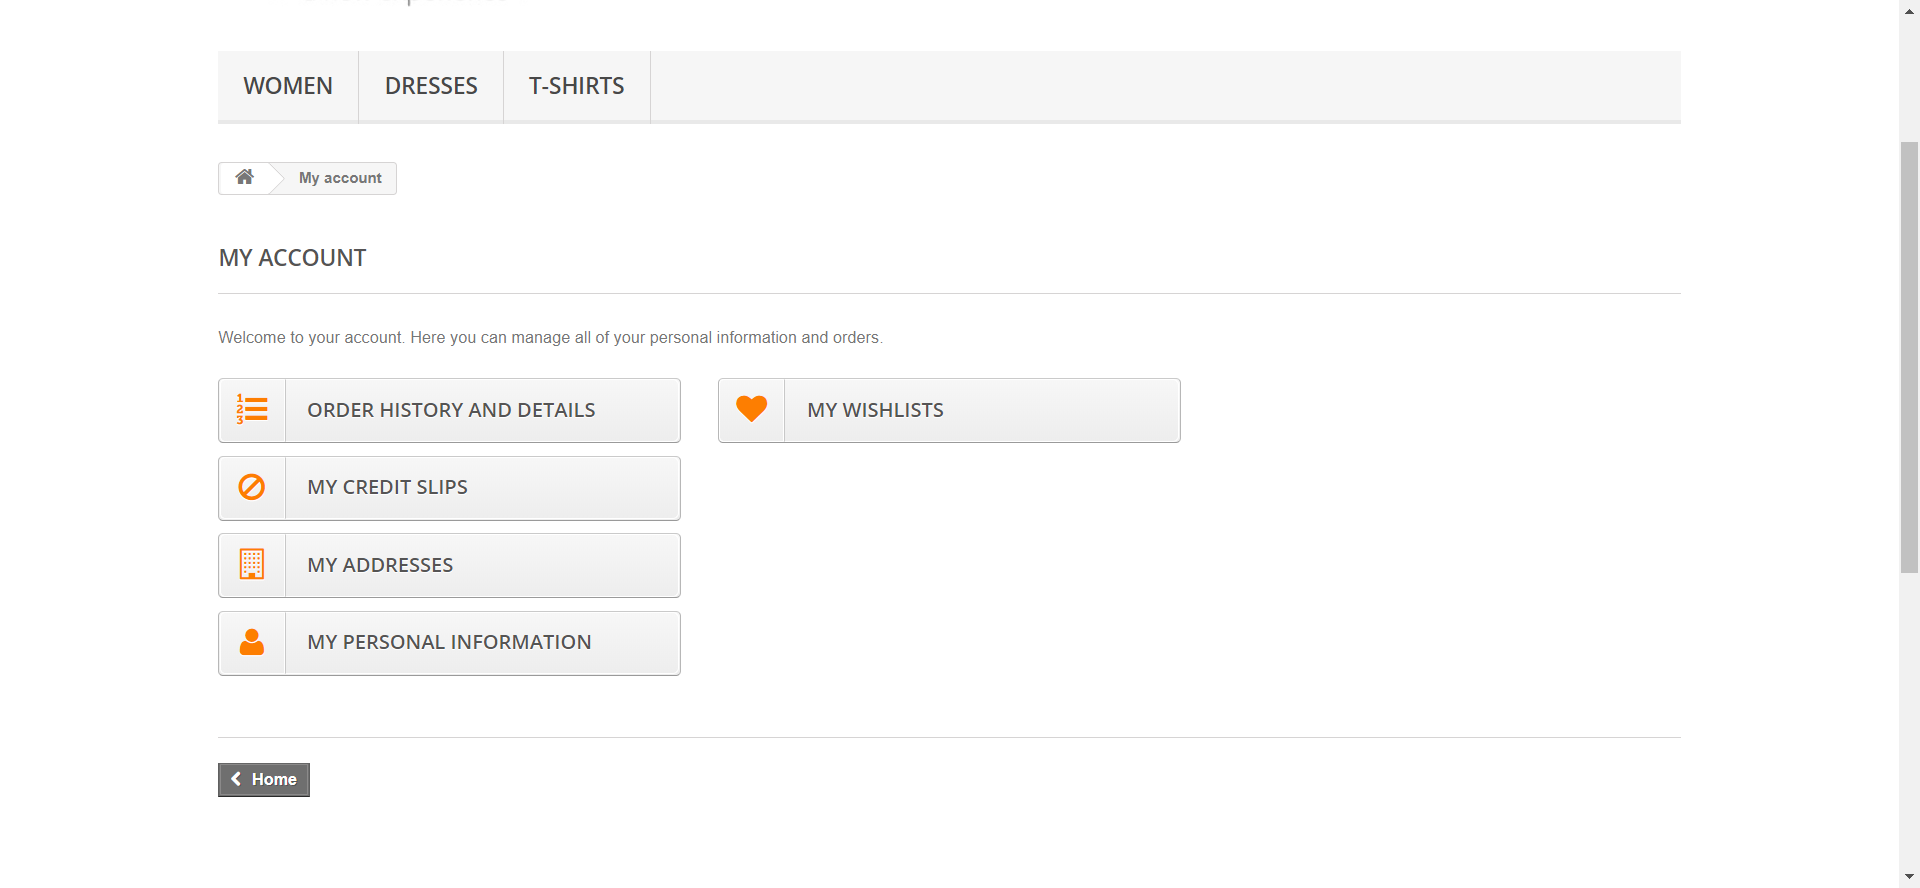 WOMEN
DRESSES
T-SHIRTS
My account
MY ACCOUNT
Welcome to your account. Here you can manage all of your personal information and orders.
ORDER HISTORY AND DETAILS
MY CREDIT SLIPS
MY ADDRESSES
MY PERSONAL INFORMATION
MY WISHLISTS
Home